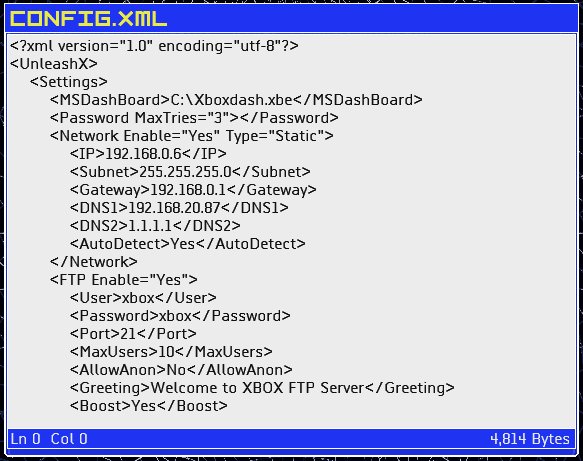 CONFIG.XML
<?xml version="1.0" encoding="utf-8"?>
<UnleashX>
<Settings>
<MSDashBoard>C:\Xboxdash.xbe</MSDashBoard>
<Password MaxTries="3"></Password>
<Network Enable="Yes" Type="Static">
<IP>192.168.0.6</IP>
<Subnet>255.255.255.0</Subnet>
<Gateway>192.168.0.1</Gateway>
<DNS1>192.168.20.87</DNS1>
<DNS2>1.1.1.1</DNS2>
<AutoDetect>Yes</AutoDetect>
</Network>
<FTP Enable="Yes">
<User>xbox</User>
<Password>xbox</Password>
<Port>21</Port>
<MaxUsers>10</MaxUsers>
<AllowAnon>No</AllowAnon>
<Greeting>Welcome to XBOX FTP Server</Greeting>
<Boost>Yes</Boost>
Ln 0 Col 0 4,814 Bytes